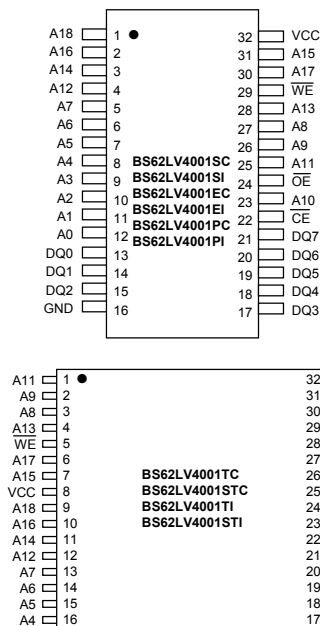 A18 1 32 VCC
A16 2 31 A15
A14 3 30 A17
A12 4 29 WE
A7 5 28 A13
A6 6 27 A8
A5 7 26 A9
A4 8 BS62LV4001SC 25 A11
A3 9 BS62LV4001SI 24 OE
A2 10 BS62LV4001EC 23 A10
A1 11 BS62LV4001EI 22 CE
A0 12 BS62LV4001PC 21 DQ7
DQ0 13 BS62LV4001PI 20 DQ6
DQ1 14 19 DQ5
DQ2 15 18 DQ4
GND 16 17 DQ3
A11 1 32
A9 2 31
A8 3 30
A13 4 29
WE 5 28
A17 6 27
A15 7 BS62LV4001TC 26
VCC 8 BS62LV4001STC 25
A18 9 BS62LV4001TI 24
A16 10 BS62LV4001STI 23
A14 11 22
A12 12 21
A7 13 20
A6 14 19
A5 15 18
A4 16 17